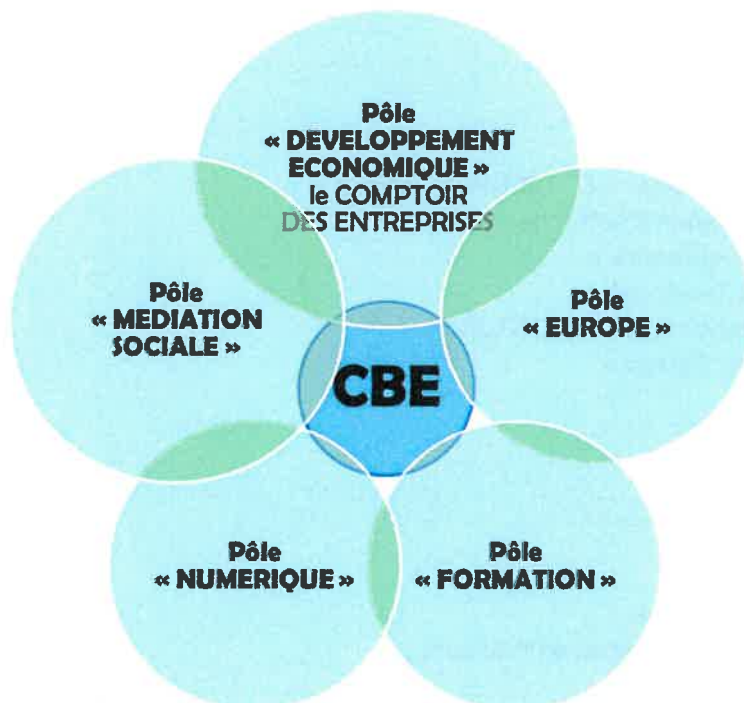 Pôle
« DEVELOPPEMENT
ECONOMIQUE »
le COMPTOIR
DES ENTREPRISES
Pôle
« MEDIATION
SOCIALE »
Pôle
« EUROPE »
CBE
Pôle
« NUMERIQUE »
Pôle
« FORMATION »